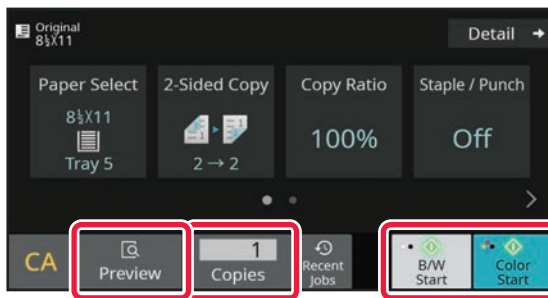 Original
8½X11
Detail
Paper Select
2-Sided Copy
Copy Ratio
Staple / Punch
8½X11
Tray 5
2→2
100%
Off
CA
Preview
1
Copies
Recent
Jobs
B/W
Start
Color
Start